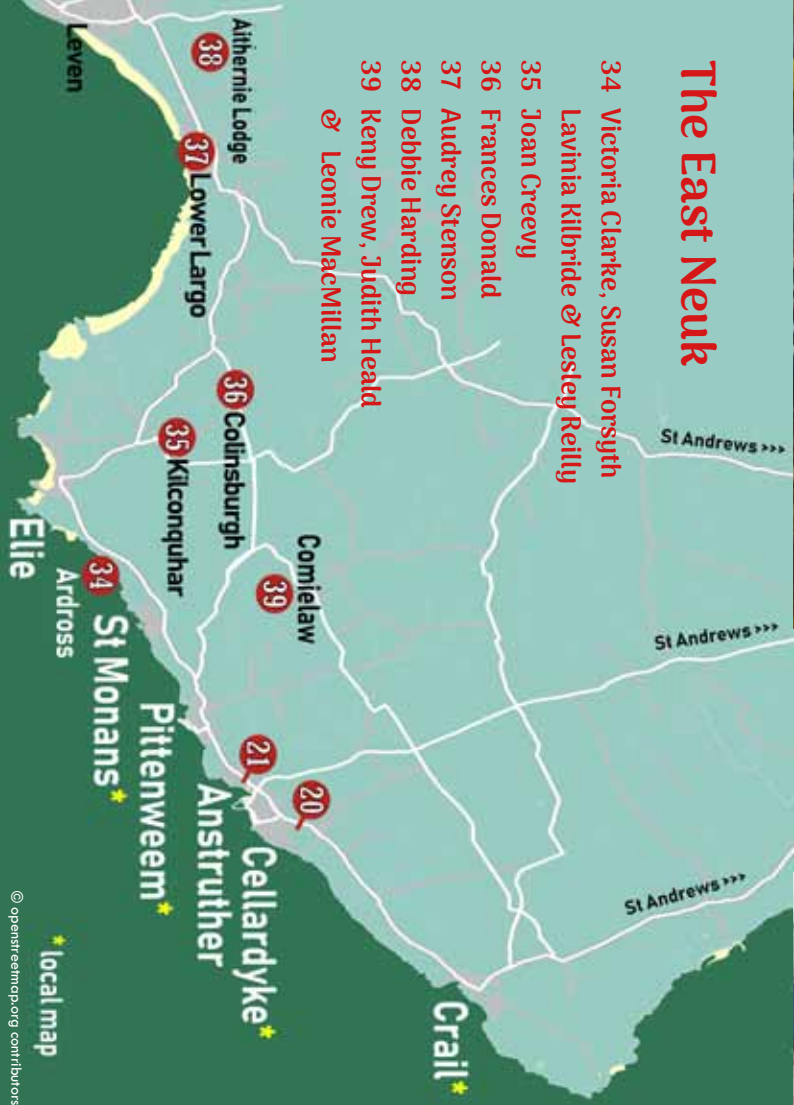 The East Neuk
34 Victoria Clarke, Susan Forsyth
Lavinia Kilbride & Lesley Reilly
35 Joan Creevy
36 Frances Donald
37 Audrey Stenson
38 Debbie Harding
39 Keny Drew, Judith Heald
& Leonie MacMillan
St Andrews >>>
St Andrews >>>
St Andrews >>>
Aithernie Lodge
38
Leven
37
Lower Largo
36
Colinsburgh
35
Kilconquhar
Comielaw
39
Elie
Ardross
34
St Monans*
Pittenweem*
21
Anstruther
20
Cellardyke*
Crail*
* local map
© openstreetmap.org contributors